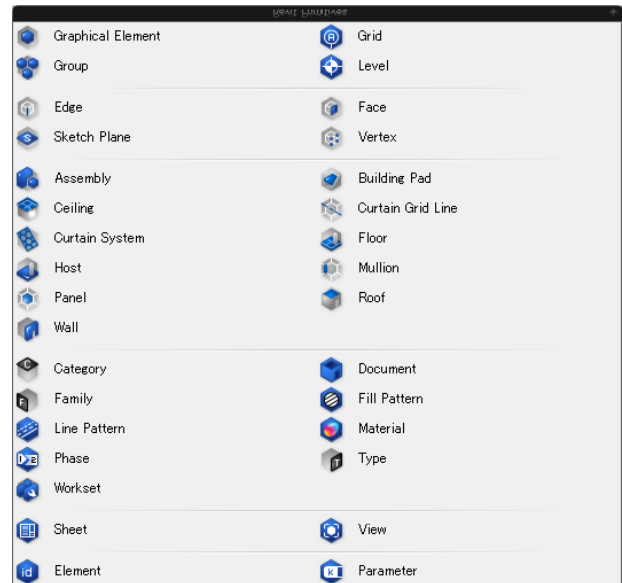 Revit Primitives
Graphical Element Grid
Group Level
Edge Face
Sketch Plane Vertex
Assembly Building Pad
Ceiling Curtain Grid Line
Curtain System Floor
Host Mullion
Panel Roof
Wall
Category Document
Family Fill Pattern
Line Pattern Material
Phase Type
Workset
Sheet View
Element Parameter